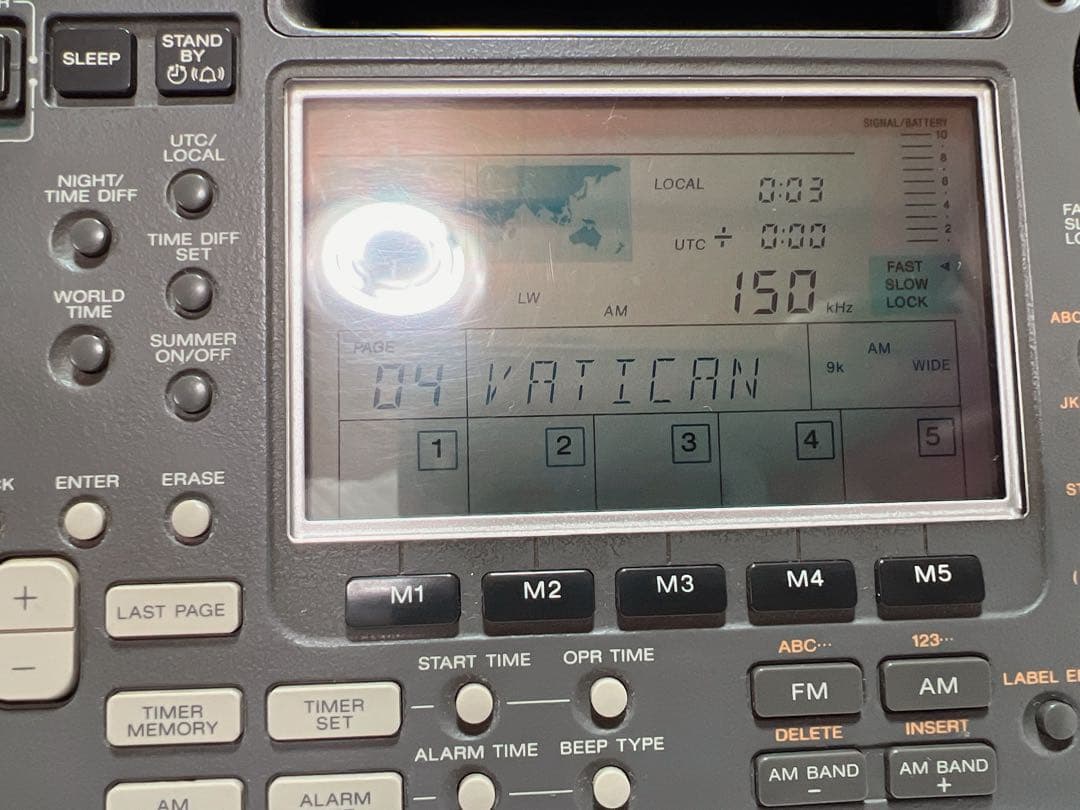 SLEEP
STAND
BY
UTC/
LOCAL
NIGHT/
TIME DIFF
TIME DIFF
SET
WORLD
TIME
SUMMER
ON/OFF
ENTER
ERASE
+
−
LAST PAGE
TIMER
MEMORY
TIMER
SET
AM
ALARM
SIGNAL/BATTERY
10
8
6
4
2
LOCAL 0:03
UTC ÷ 0:00
LW AM 150 kHz
FAST
SLOW
LOCK
PAGE
04 VATICAN
9k AM WIDE
1 2 3 4 5
M1 M2 M3 M4 M5
START TIME OPR TIME
ALARM TIME BEEP TYPE
ABC··· 123···
FM AM
DELETE INSERT
AM BAND
−
AM BAND
+
LABEL